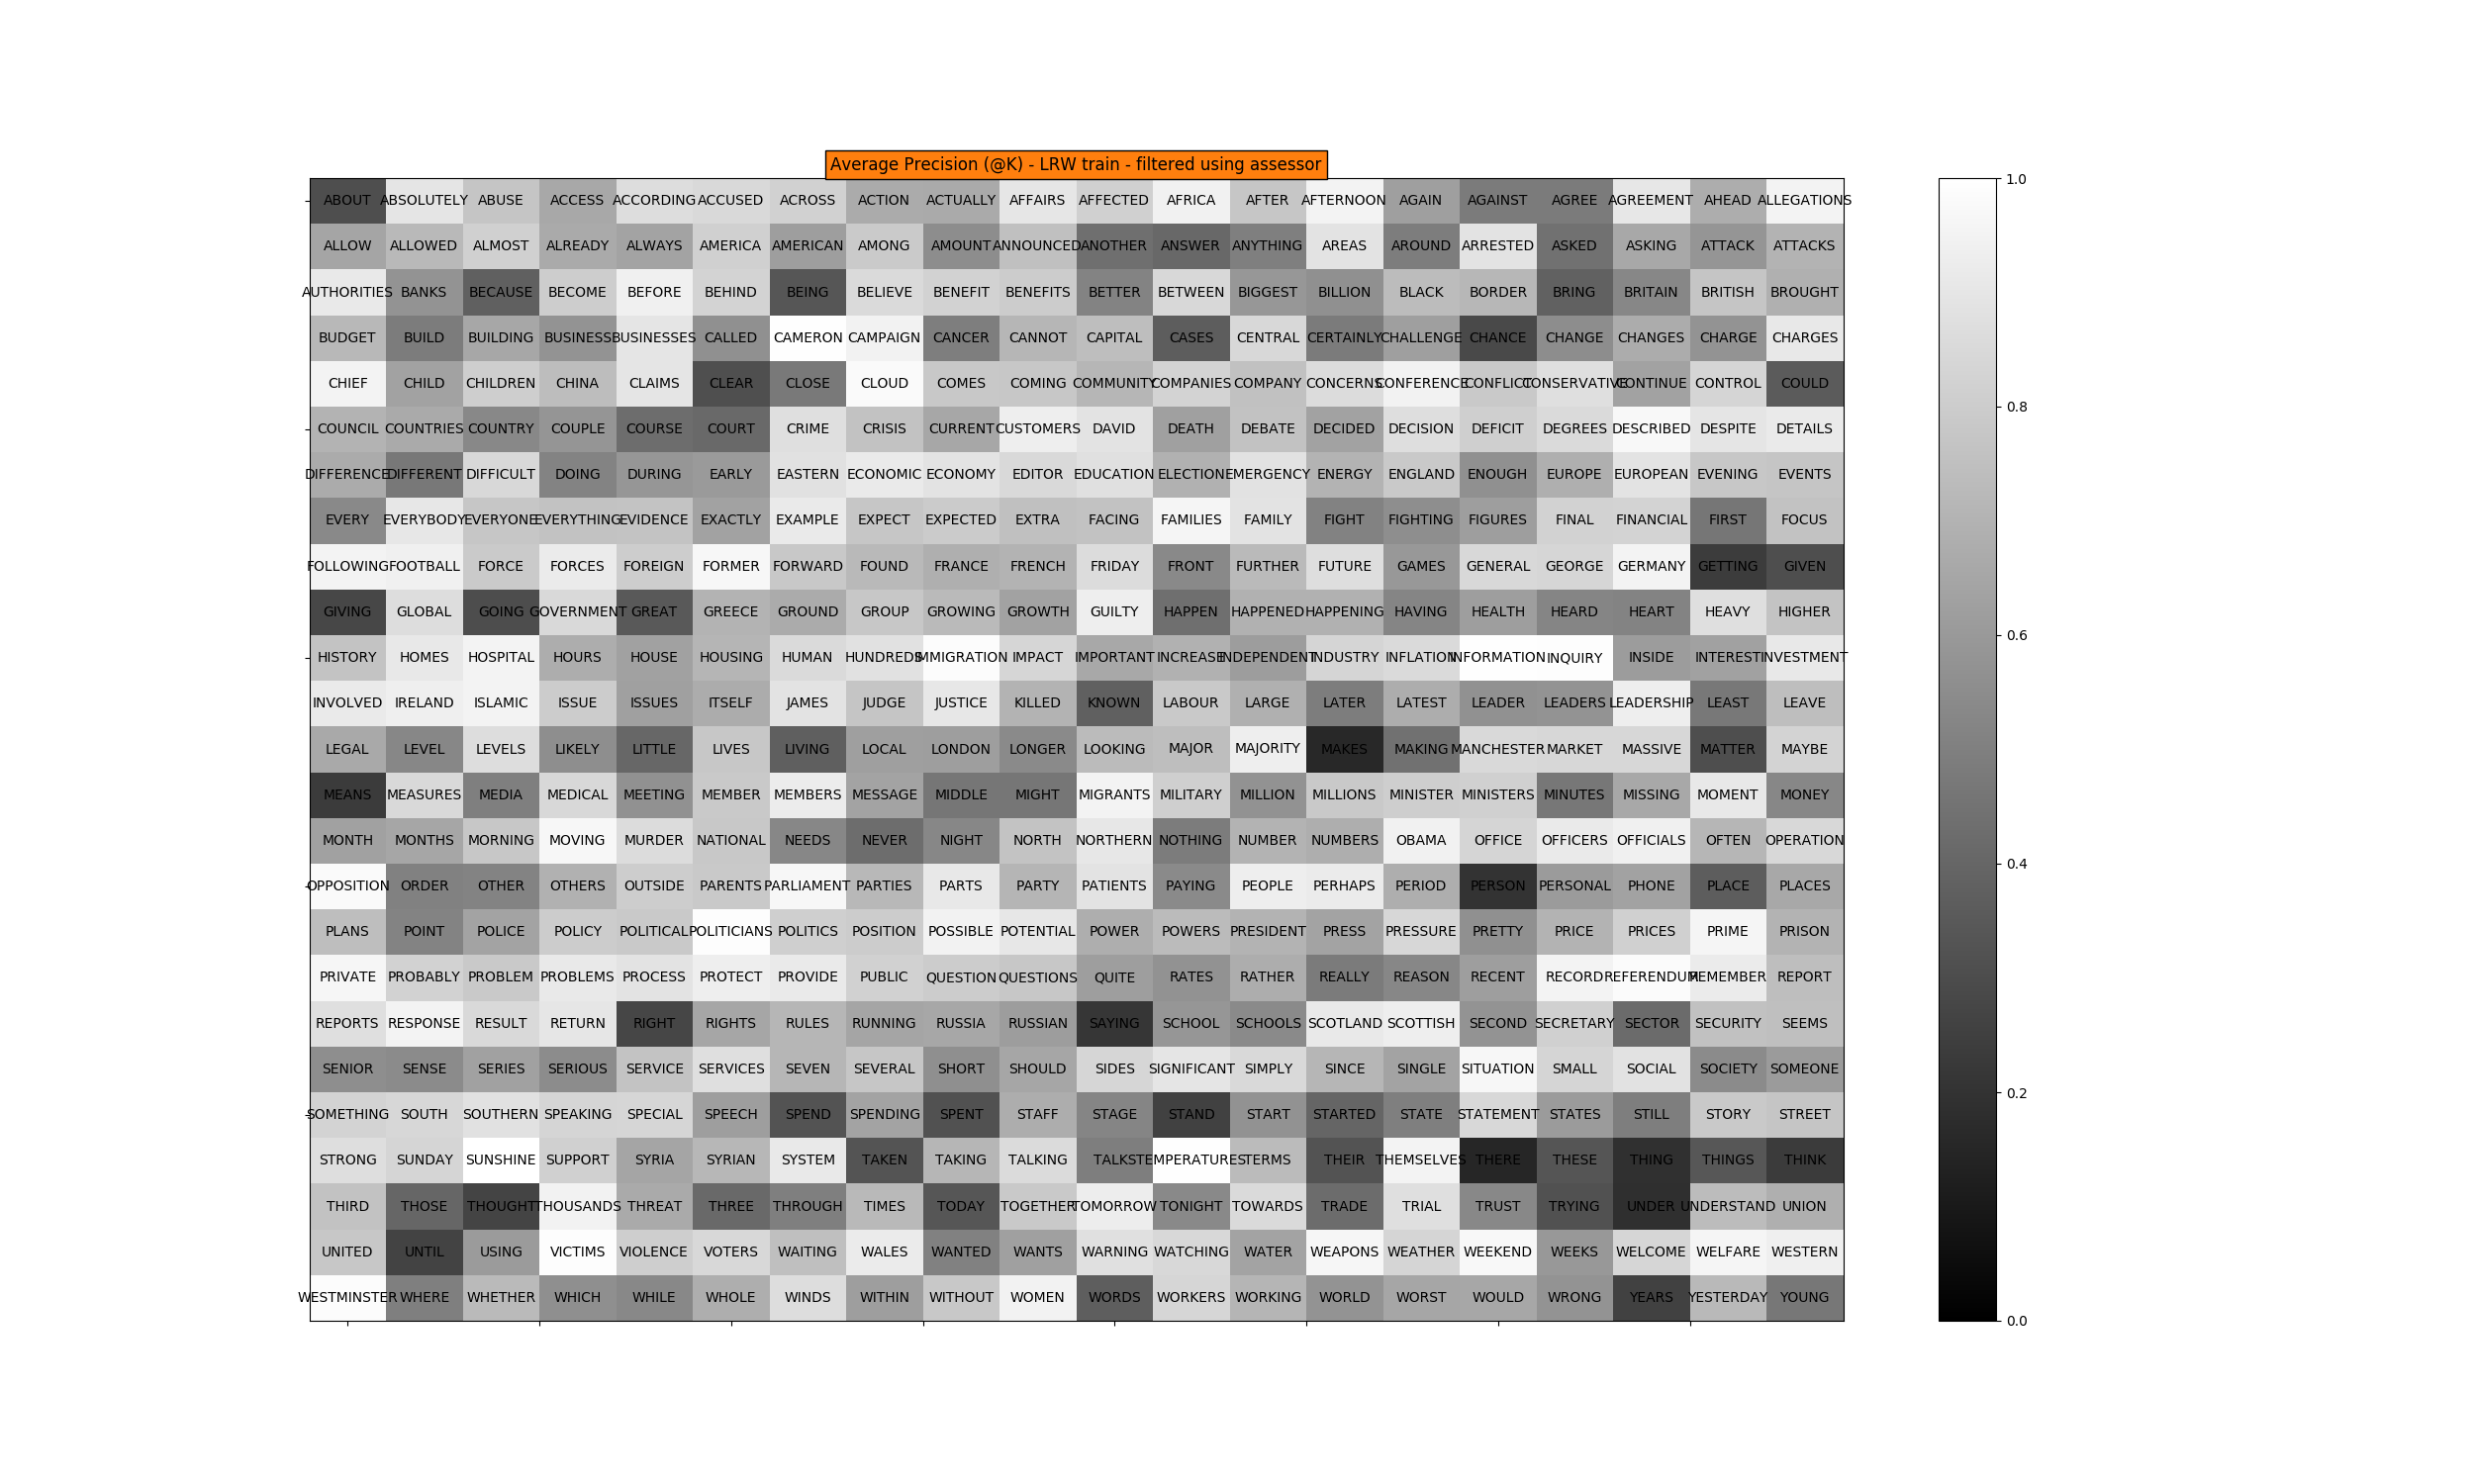 Average Precision (@K) - LRW train - filtered using assessor
ABOUT ABSOLUTELY ABUSE ACCESS ACCORDING ACCUSED ACROSS ACTION ACTUALLY AFFAIRS AFFECTED AFRICA AFTER AFTERNOON AGAIN AGAINST AGREE AGREEMENT AHEAD ALLEGATIONS 1.0
ALLOW ALLOWED ALMOST ALREADY ALWAYS AMERICA AMERICAN AMONG AMOUNT ANNOUNCED ANOTHER ANSWER ANYTHING AREAS AROUND ARRESTED ASKED ASKING ATTACK ATTACKS
AUTHORITIES BANKS BECAUSE BECOME BEFORE BEHIND BEING BELIEVE BENEFIT BENEFITS BETTER BETWEEN BIGGEST BILLION BLACK BORDER BRING BRITAIN BRITISH BROUGHT
BUDGET BUILD BUILDING BUSINESS BUSINESSES CALLED CAMERON CAMPAIGN CANCER CANNOT CAPITAL CASES CENTRAL CERTAINLY CHALLENGE CHANCE CHANGE CHANGES CHARGE CHARGES
CHIEF CHILD CHILDREN CHINA CLAIMS CLEAR CLOSE CLOUD COMES COMING COMMUNITY COMPANIES COMPANY CONCERNS CONFERENCE CONFLICT CONSERVATIVE CONTINUE CONTROL COULD
0.8
COUNCIL COUNTRIES COUNTRY COUPLE COURSE COURT CRIME CRISIS CURRENT CUSTOMERS DAVID DEATH DEBATE DECIDED DECISION DEFICIT DEGREES DESCRIBED DESPITE DETAILS
DIFFERENCE DIFFERENT DIFFICULT DOING DURING EARLY EASTERN ECONOMIC ECONOMY EDITOR EDUCATION ELECTION EMERGENCY ENERGY ENGLAND ENOUGH EUROPE EUROPEAN EVENING EVENTS
EVERY EVERYBODY EVERYONE EVERYTHING EVIDENCE EXACTLY EXAMPLE EXPECT EXPECTED EXTRA FACING FAMILIES FAMILY FIGHT FIGHTING FIGURES FINAL FINANCIAL FIRST FOCUS
FOLLOWING FOOTBALL FORCE FORCES FOREIGN FORMER FORWARD FOUND FRANCE FRENCH FRIDAY FRONT FURTHER FUTURE GAMES GENERAL GEORGE GERMANY GETTING GIVEN
GIVING GLOBAL GOING GOVERNMENT GREAT GREECE GROUND GROUP GROWING GROWTH GUILTY HAPPEN HAPPENED HAPPENING HAVING HEALTH HEARD HEART HEAVY HIGHER
0.6
HISTORY HOMES HOSPITAL HOURS HOUSE HOUSING HUMAN HUNDREDS IMMIGRATION IMPACT IMPORTANT INCREASE INDEPENDENT INDUSTRY INFLATION INFORMATION INQUIRY INSIDE INTEREST INVESTMENT
INVOLVED IRELAND ISLAMIC ISSUE ISSUES ITSELF JAMES JUDGE JUSTICE KILLED KNOWN LABOUR LARGE LATER LATEST LEADER LEADERS LEADERSHIP LEAST LEAVE
LEGAL LEVEL LEVELS LIKELY LITTLE LIVES LIVING LOCAL LONDON LONGER LOOKING MAJOR MAJORITY MAKES MAKING MANCHESTER MARKET MASSIVE MATTER MAYBE
MEANS MEASURES MEDIA MEDICAL MEETING MEMBER MEMBERS MESSAGE MIDDLE MIGHT MIGRANTS MILITARY MILLION MILLIONS MINISTER MINISTERS MINUTES MISSING MOMENT MONEY
MONTH MONTHS MORNING MOVING MURDER NATIONAL NEEDS NEVER NIGHT NORTH NORTHERN NOTHING NUMBER NUMBERS OBAMA OFFICE OFFICERS OFFICIALS OFTEN OPERATION
0.4
OPPOSITION ORDER OTHER OTHERS OUTSIDE PARENTS PARLIAMENT PARTIES PARTS PARTY PATIENTS PAYING PEOPLE PERHAPS PERIOD PERSON PERSONAL PHONE PLACE PLACES
PLANS POINT POLICE POLICY POLITICAL POLITICIANS POLITICS POSITION POSSIBLE POTENTIAL POWER POWERS PRESIDENT PRESS PRESSURE PRETTY PRICE PRICES PRIME PRISON
PRIVATE PROBABLY PROBLEM PROBLEMS PROCESS PROTECT PROVIDE PUBLIC QUESTION QUESTIONS QUITE RATES RATHER REALLY REASON RECENT RECORD REFERENDUM REMEMBER REPORT
REPORTS RESPONSE RESULT RETURN RIGHT RIGHTS RULES RUNNING RUSSIA RUSSIAN SAYING SCHOOL SCHOOLS SCOTLAND SCOTTISH SECOND SECRETARY SECTOR SECURITY SEEMS
SENIOR SENSE SERIES SERIOUS SERVICE SERVICES SEVEN SEVERAL SHORT SHOULD SIDES SIGNIFICANT SIMPLY SINCE SINGLE SITUATION SMALL SOCIAL SOCIETY SOMEONE
0.2
SOMETHING SOUTH SOUTHERN SPEAKING SPECIAL SPEECH SPEND SPENDING SPENT STAFF STAGE STAND START STARTED STATE STATEMENT STATES STILL STORY STREET
STRONG SUNDAY SUNSHINE SUPPORT SYRIA SYRIAN SYSTEM TAKEN TAKING TALKING TALKS TEMPERATURES TERMS THEIR THEMSELVES THERE THESE THING THINGS THINK
THIRD THOSE THOUGHT THOUSANDS THREAT THREE THROUGH TIMES TODAY TOGETHER TOMORROW TONIGHT TOWARDS TRADE TRIAL TRUST TRYING UNDER UNDERSTAND UNION
UNITED UNTIL USING VICTIMS VIOLENCE VOTERS WAITING WALES WANTED WANTS WARNING WATCHING WATER WEAPONS WEATHER WEEKEND WEEKS WELCOME WELFARE WESTERN
WESTMINSTER WHERE WHETHER WHICH WHILE WHOLE WINDS WITHIN WITHOUT WOMEN WORDS WORKERS WORKING WORLD WORST WOULD WRONG YEARS YESTERDAY YOUNG
0.0